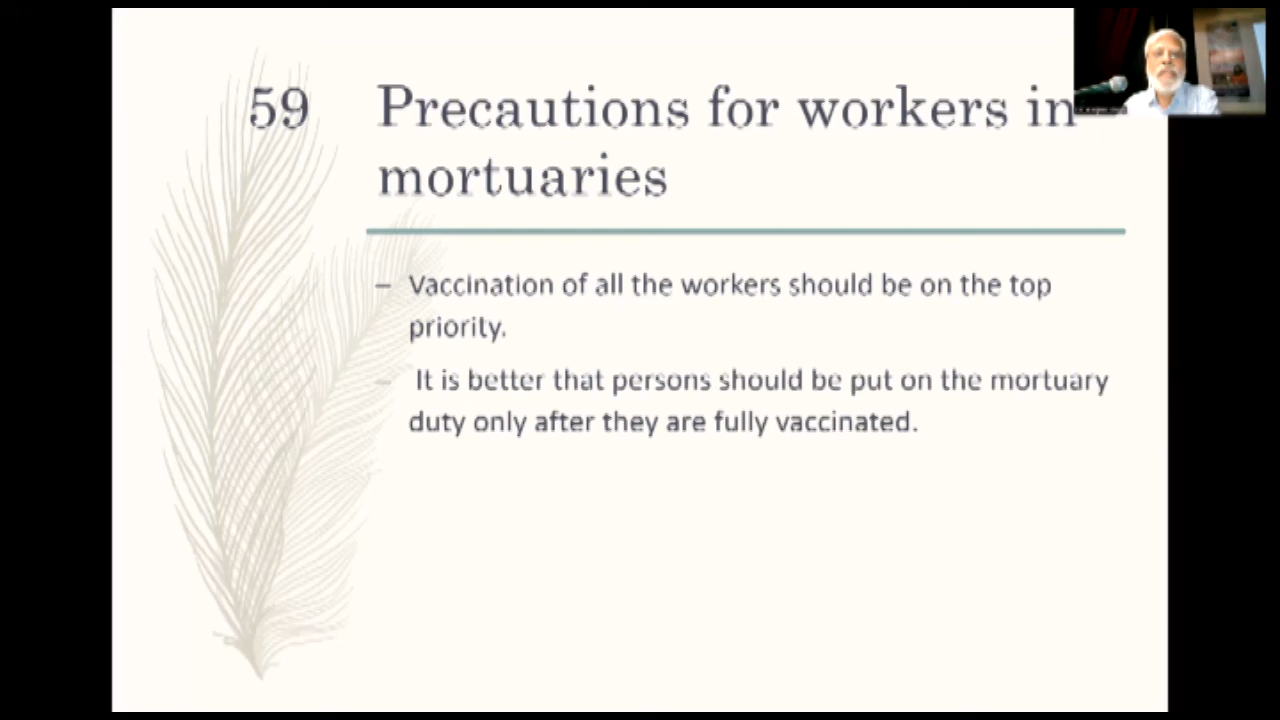 59
Precautions for workers in
mortuaries
– Vaccination of all the workers should be on the top
priority.
– It is better that persons should be put on the mortuary
duty only after they are fully vaccinated.